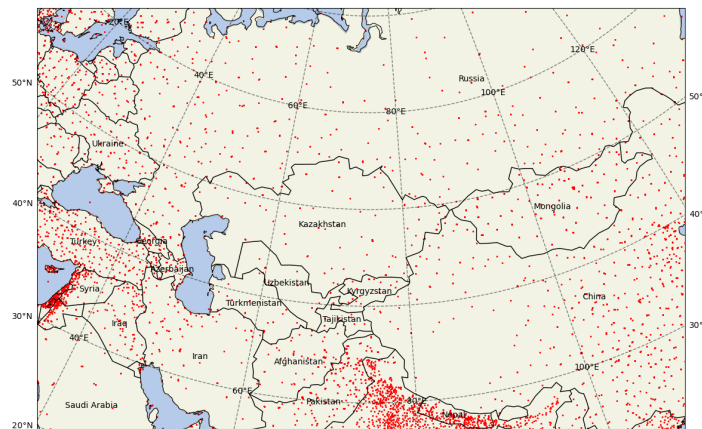 20°E
120°E
40°E
Russia
50°N
100°E
50°
60°E
80°E
Ukraine
40°N
Mongolia
40°
Kazakhstan
Turkey
Georgia
Azerbaijan
Uzbekistan
Syria
Kyrgyzstan
China
Turkmenistan
30°N
Iraq
Tajikistan
30°
40°E
Iran
Afghanistan
100°E
60°E
Saudi Arabia
Pakistan
80°E
Nepal
20°N